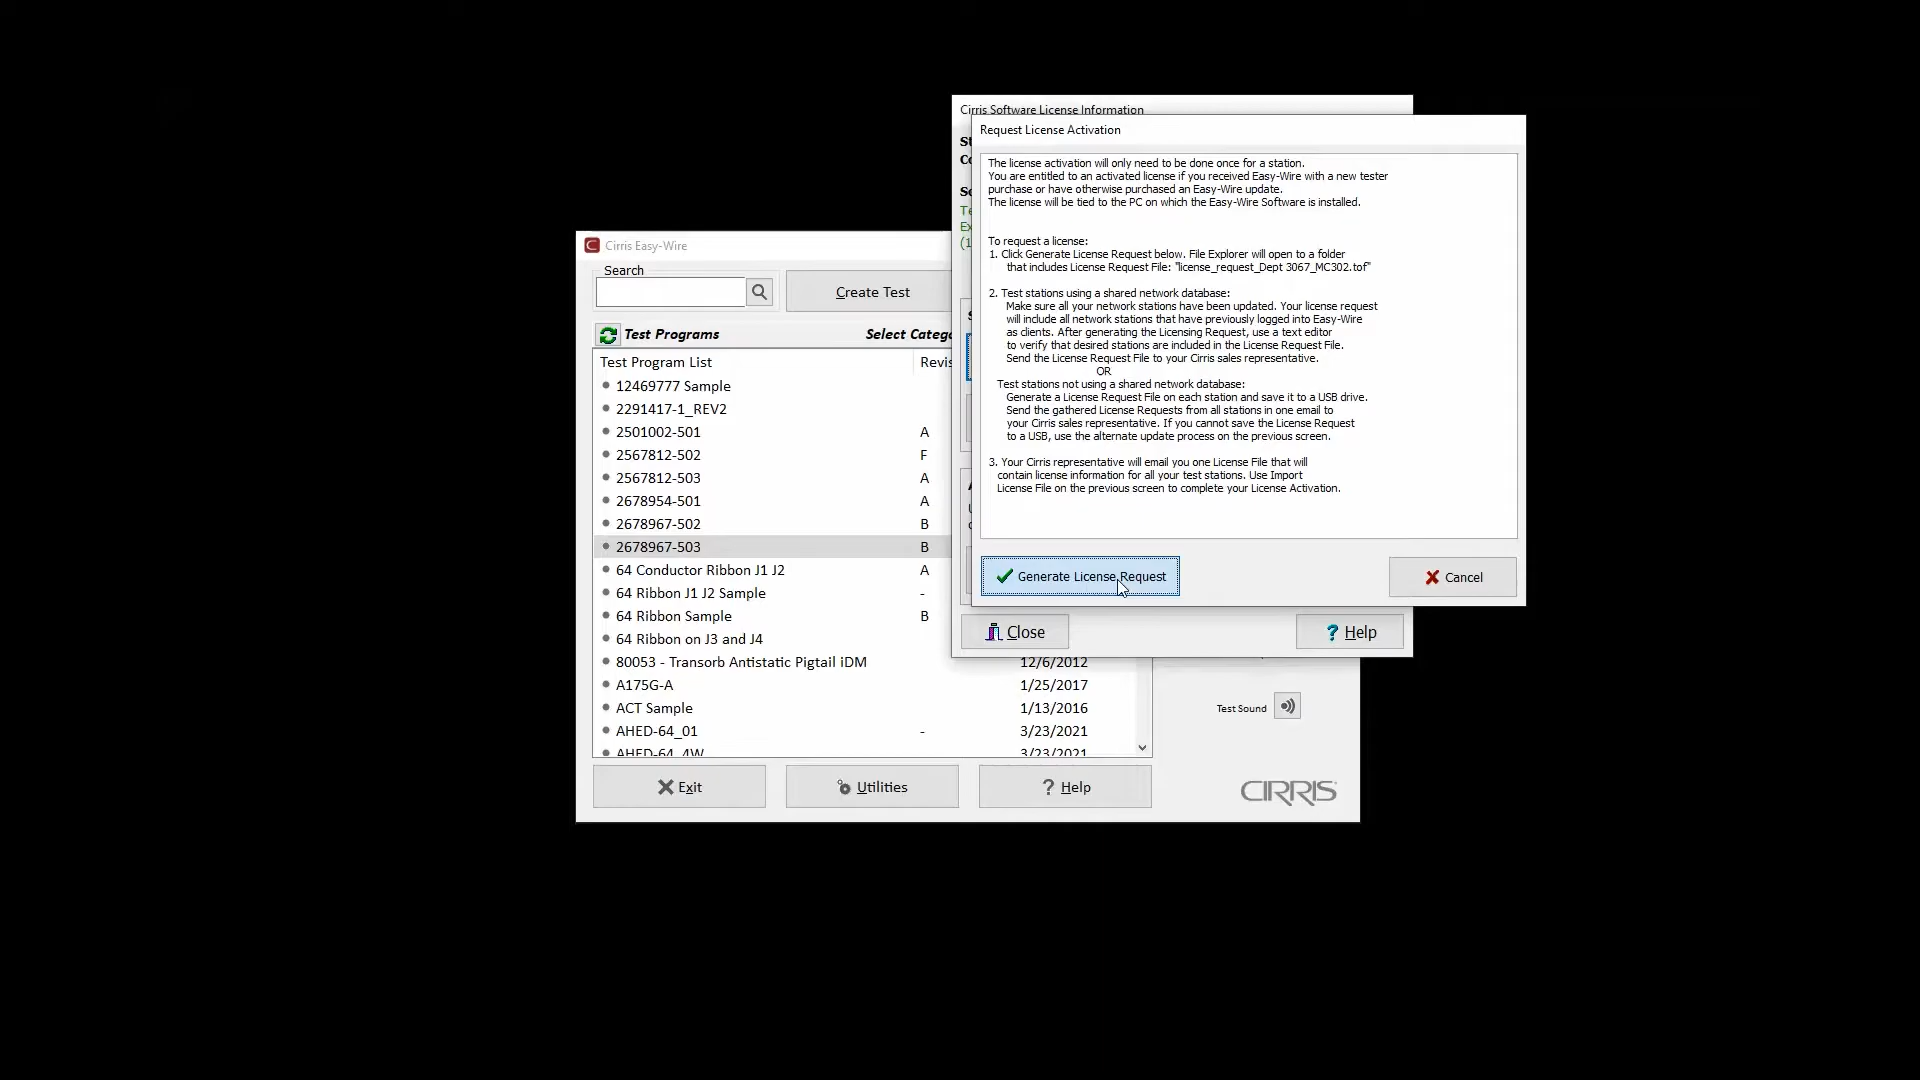 Cirris Software License Information
Request License Activation
The license activation will only need to be done once for a station.
You are entitled to an activated license if you received Easy-Wire with a new tester
purchase or have otherwise purchased an Easy-Wire update.
The license will be tied to the PC on which the Easy-Wire Software is installed.
To request a license:
1. Click Generate License Request below. File Explorer will open to a folder
that includes License Request File: "license_request_Dept 3067_MC302.tof"
2. Test stations using a shared network database:
Make sure all your network stations have been updated. Your license request
will include all network stations that have previously logged into Easy-Wire
as clients. After generating the Licensing Request, use a text editor
to verify that desired stations are included in the License Request File.
Send the License Request File to your Cirris sales representative.
OR
Test stations not using a shared network database:
Generate a License Request File on each station and save it to a USB drive.
Send the gathered License Requests from all stations in one email to
your Cirris sales representative. If you cannot save the License Request
to a USB, use the alternate update process on the previous screen.
3. Your Cirris representative will email you one License File that will
contain license information for all your test stations. Use Import
License File on the previous screen to complete your License Activation.
Generate License Request
Cancel
Close
Help
Cirris Easy-Wire
Search
Create Test
Test Programs Select
Test Program List
12469777 Sample
2291417-1_REV2
2501002-501 A
2567812-502 F
2567812-503 A
2678954-501 A
2678967-502 B
2678967-503 B
64 Conductor Ribbon J1 J2 A
64 Ribbon J1 J2 Sample -
64 Ribbon Sample B
64 Ribbon on J3 and J4
80053 - Transorb Antistatic Pigtail iDM 12/6/2012
A175G-A 1/25/2017
ACT Sample 1/13/2016
AHED-64_01 - 3/23/2021
AHED-64_4W 3/23/2021
Test Sound
Exit
Utilities
Help
CIRRIS